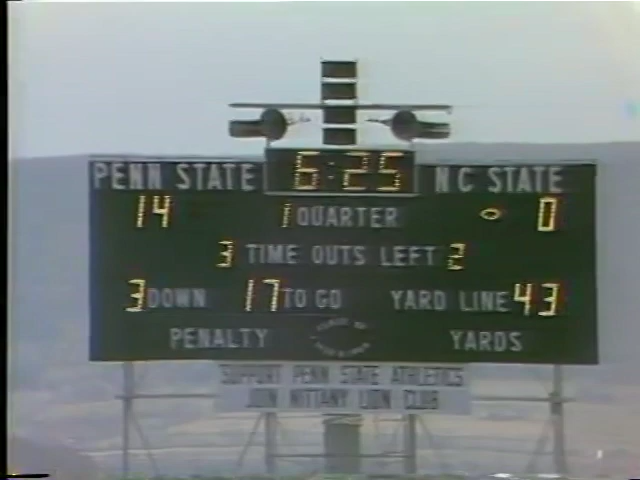 6:25
PENN STATE NC STATE
14 1 QUARTER 0
3 TIME OUTS LEFT 2
3 DOWN 17 TO GO YARD LINE 43
PENALTY YARDS
SUPPORT PENN STATE ATHLETICS
JOIN NITTANY LION CLUB